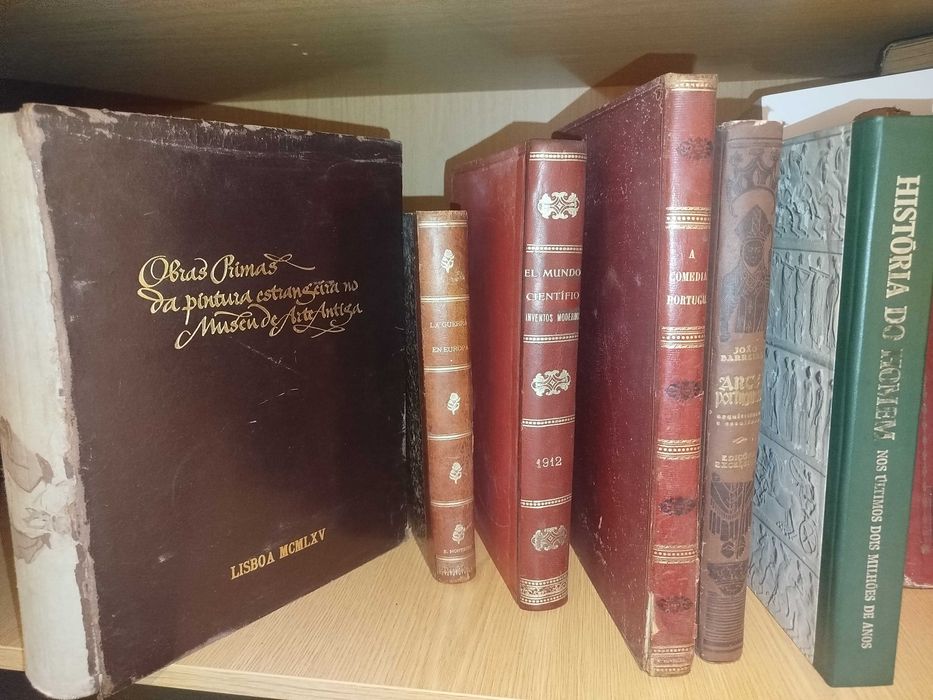 Obras Primas
da pintura estrangeira no
Museu de Arte Antiga
LISBOA MCMLXV
LA GUERRA
EN EUROPA
EL MUNDO
CIENTÍFICO
INVENTOS MODERNOS
1912
A
COMEDIA
PORTUGUE
JOÃO
BARREIRA
ARTE
portuguesa
HISTÓRIA DO HOMEM NOS ÚLTIMOS DOIS MILHÕES DE ANOS